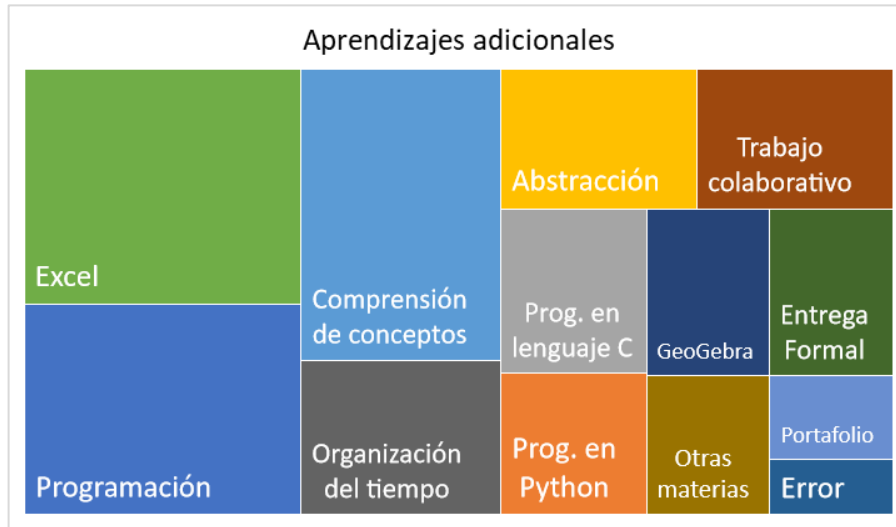 Aprendizajes adicionales
Excel
Programación
Comprensión
de conceptos
Organización
del tiempo
Abstracción
Trabajo
colaborativo
Prog. en
lenguaje C
GeoGebra
Entrega
Formal
Prog. en
Python
Otras
materias
Portafolio
Error